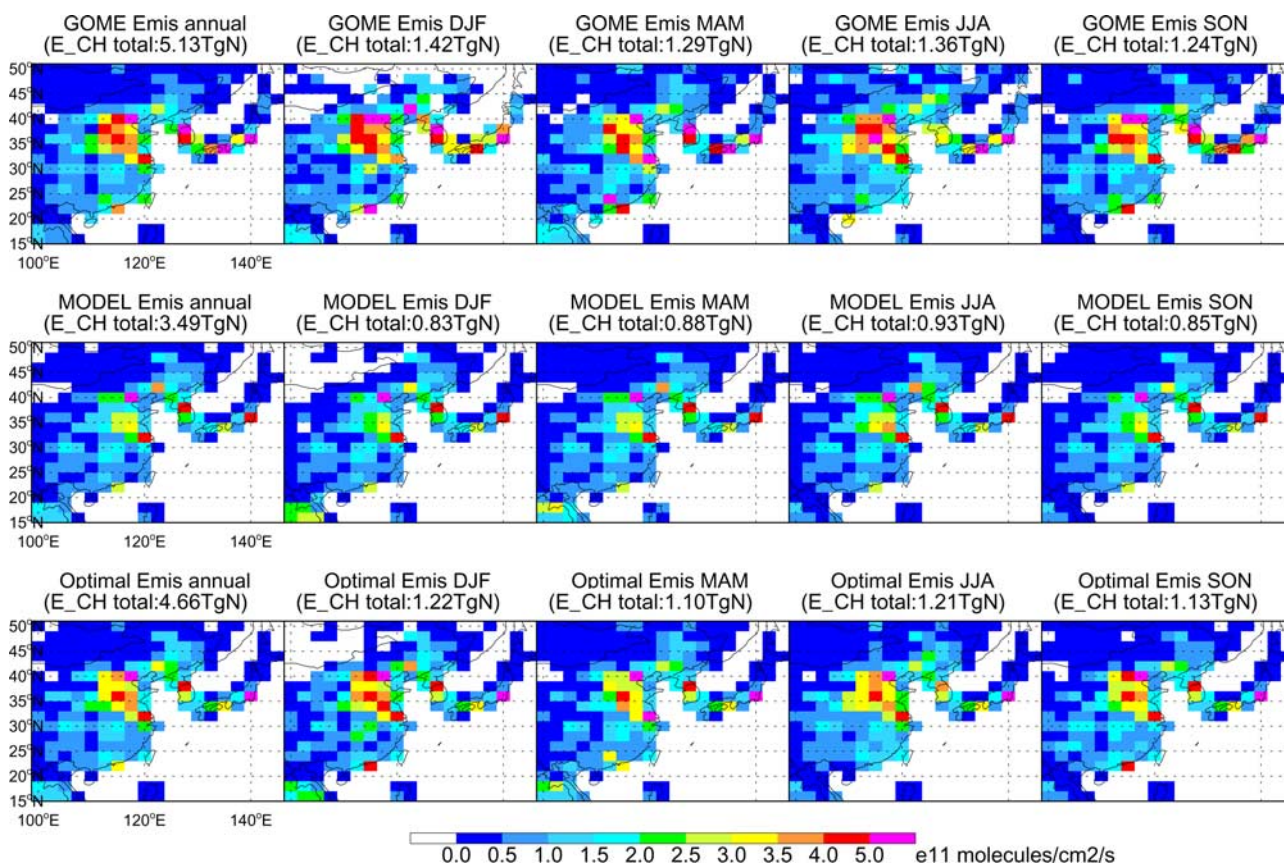 GOME Emis annual GOME Emis DJF GOME Emis MAM GOME Emis JJA GOME Emis SON
(E_CH total:5.13TgN) (E_CH total:1.42TgN) (E_CH total:1.29TgN) (E_CH total:1.36TgN) (E_CH total:1.24TgN)
50°N
40°N
35°N
30°N
25°N
20°N
15°N
100°E 120°E 140°E
MODEL Emis annual MODEL Emis DJF MODEL Emis MAM MODEL Emis JJA MODEL Emis SON
(E_CH total:3.49TgN) (E_CH total:0.83TgN) (E_CH total:0.88TgN) (E_CH total:0.93TgN) (E_CH total:0.85TgN)
50°N
40°N
35°N
30°N
25°N
20°N
15°N
100°E 120°E 140°E
Optimal Emis annual Optimal Emis DJF Optimal Emis MAM Optimal Emis JJA Optimal Emis SON
(E_CH total:4.66TgN) (E_CH total:1.22TgN) (E_CH total:1.10TgN) (E_CH total:1.21TgN) (E_CH total:1.13TgN)
50°N
40°N
35°N
30°N
25°N
20°N
15°N
100°E 120°E 140°E
0.0 0.5 1.0 1.5 2.0 2.5 3.0 3.5 4.0 5.0 e11 molecules/cm2/s